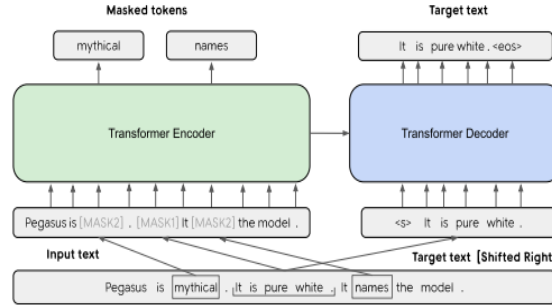 Masked tokens
Target text
mythical
names
It is pure white . <eos>
Transformer Encoder
Transformer Decoder
Pegasus is [MASK2] . [MASK1] It [MASK2] the model .
<s> It is pure white .
Input text
Target text [Shifted Right
Pegasus is mythical . It is pure white . It names the model .